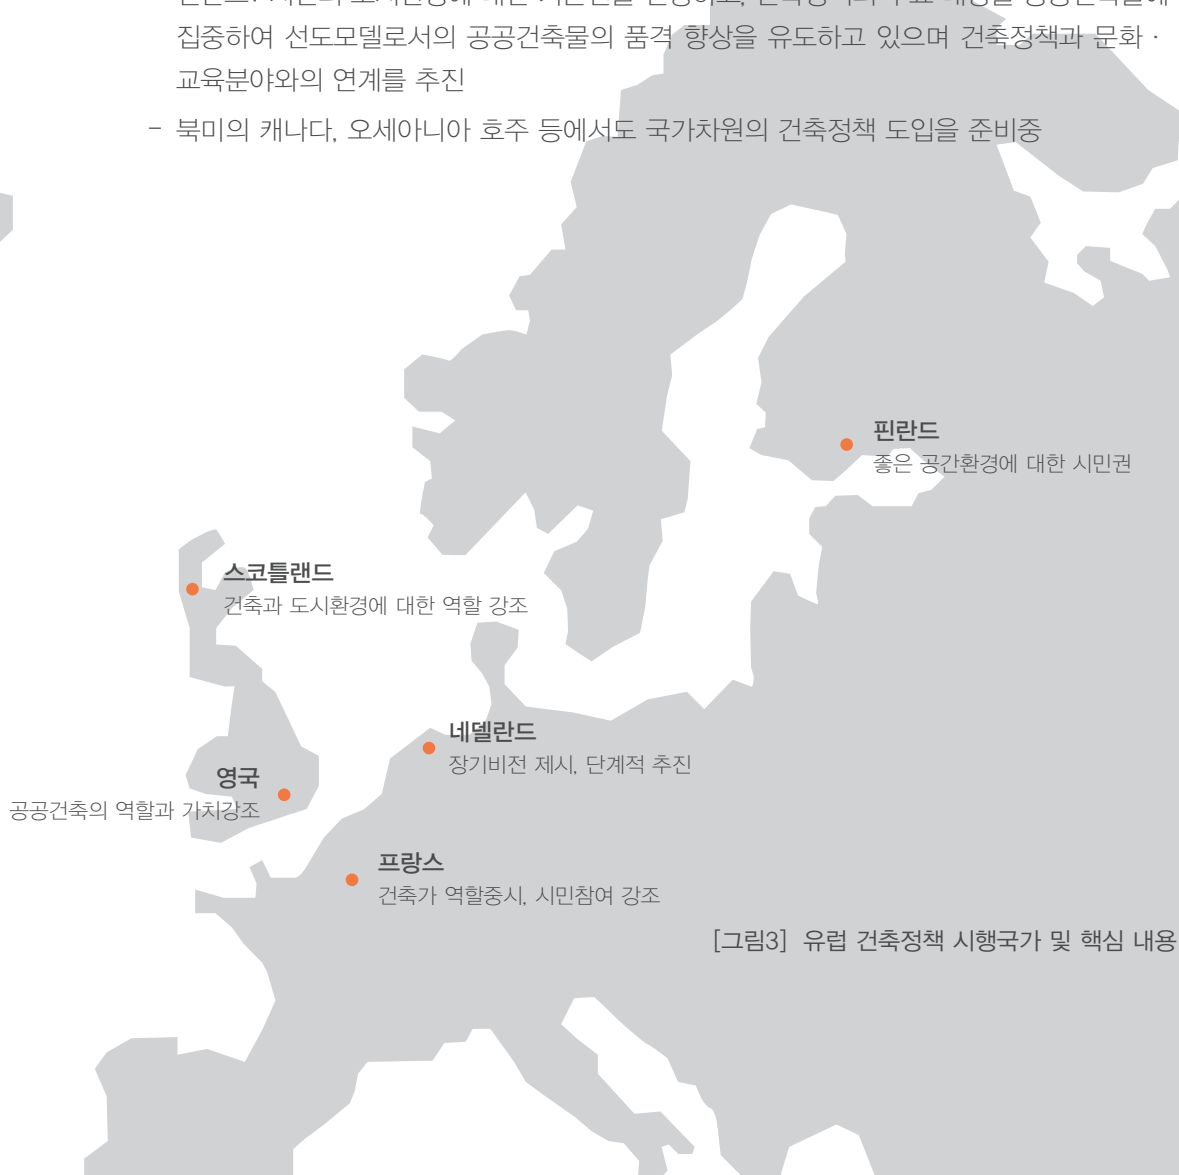 집중하여 선도모델로서의 공공건축물의 품격 향상을 유도하고 있으며 건축정책과 문화 ·
교육분야와의 연계를 추진
- 북미의 캐나다, 오세아니아 호주 등에서도 국가차원의 건축정책 도입을 준비중
핀란드
좋은 공간환경에 대한 시민권
스코틀랜드
건축과 도시환경에 대한 역할 강조
네델란드
장기비전 제시, 단계적 추진
영국
공공건축의 역할과 가치강조
프랑스
건축가 역할중시, 시민참여 강조
[그림3] 유럽 건축정책 시행국가 및 핵심 내용